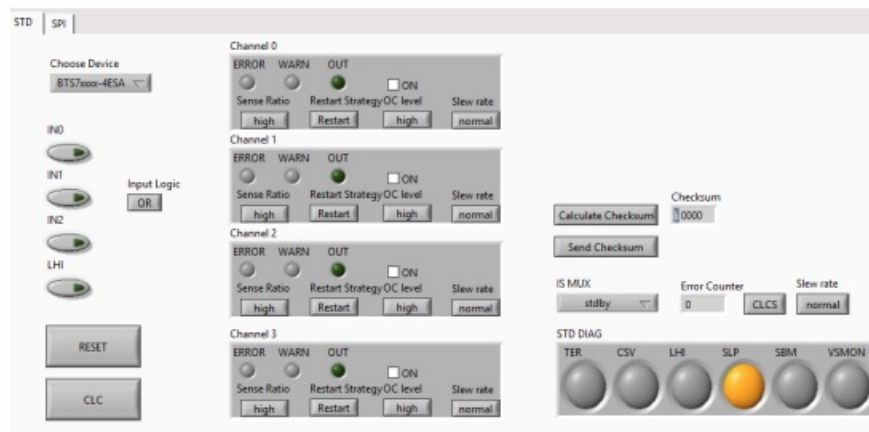 STD SPI
Choose Device
BTS7xxxx-4ESA
IN0
IN1
IN2
LHI
Input Logic
OR
RESET
CLC
Channel 0
ERROR WARN OUT
ON
Sense Ratio Restart Strategy OC level Slew rate
high Restart high normal
Channel 1
ERROR WARN OUT
ON
Sense Ratio Restart Strategy OC level Slew rate
high Restart high normal
Channel 2
ERROR WARN OUT
ON
Sense Ratio Restart Strategy OC level Slew rate
high Restart high normal
Channel 3
ERROR WARN OUT
ON
Sense Ratio Restart Strategy OC level Slew rate
high Restart high normal
Checksum
Calculate Checksum 0000
Send Checksum
IS MUX Error Counter Slew rate
stdby 0 CLCS normal
STD DIAG
TER CSV LHI SLP SBM VSMON